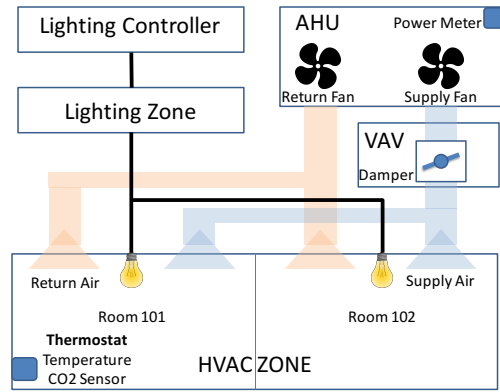 Lighting Controller
AHU
Power Meter
Return Fan
Supply Fan
Lighting Zone
VAV
Damper
Return Air
Supply Air
Room 101
Room 102
Thermostat
Temperature
CO2 Sensor
HVAC ZONE